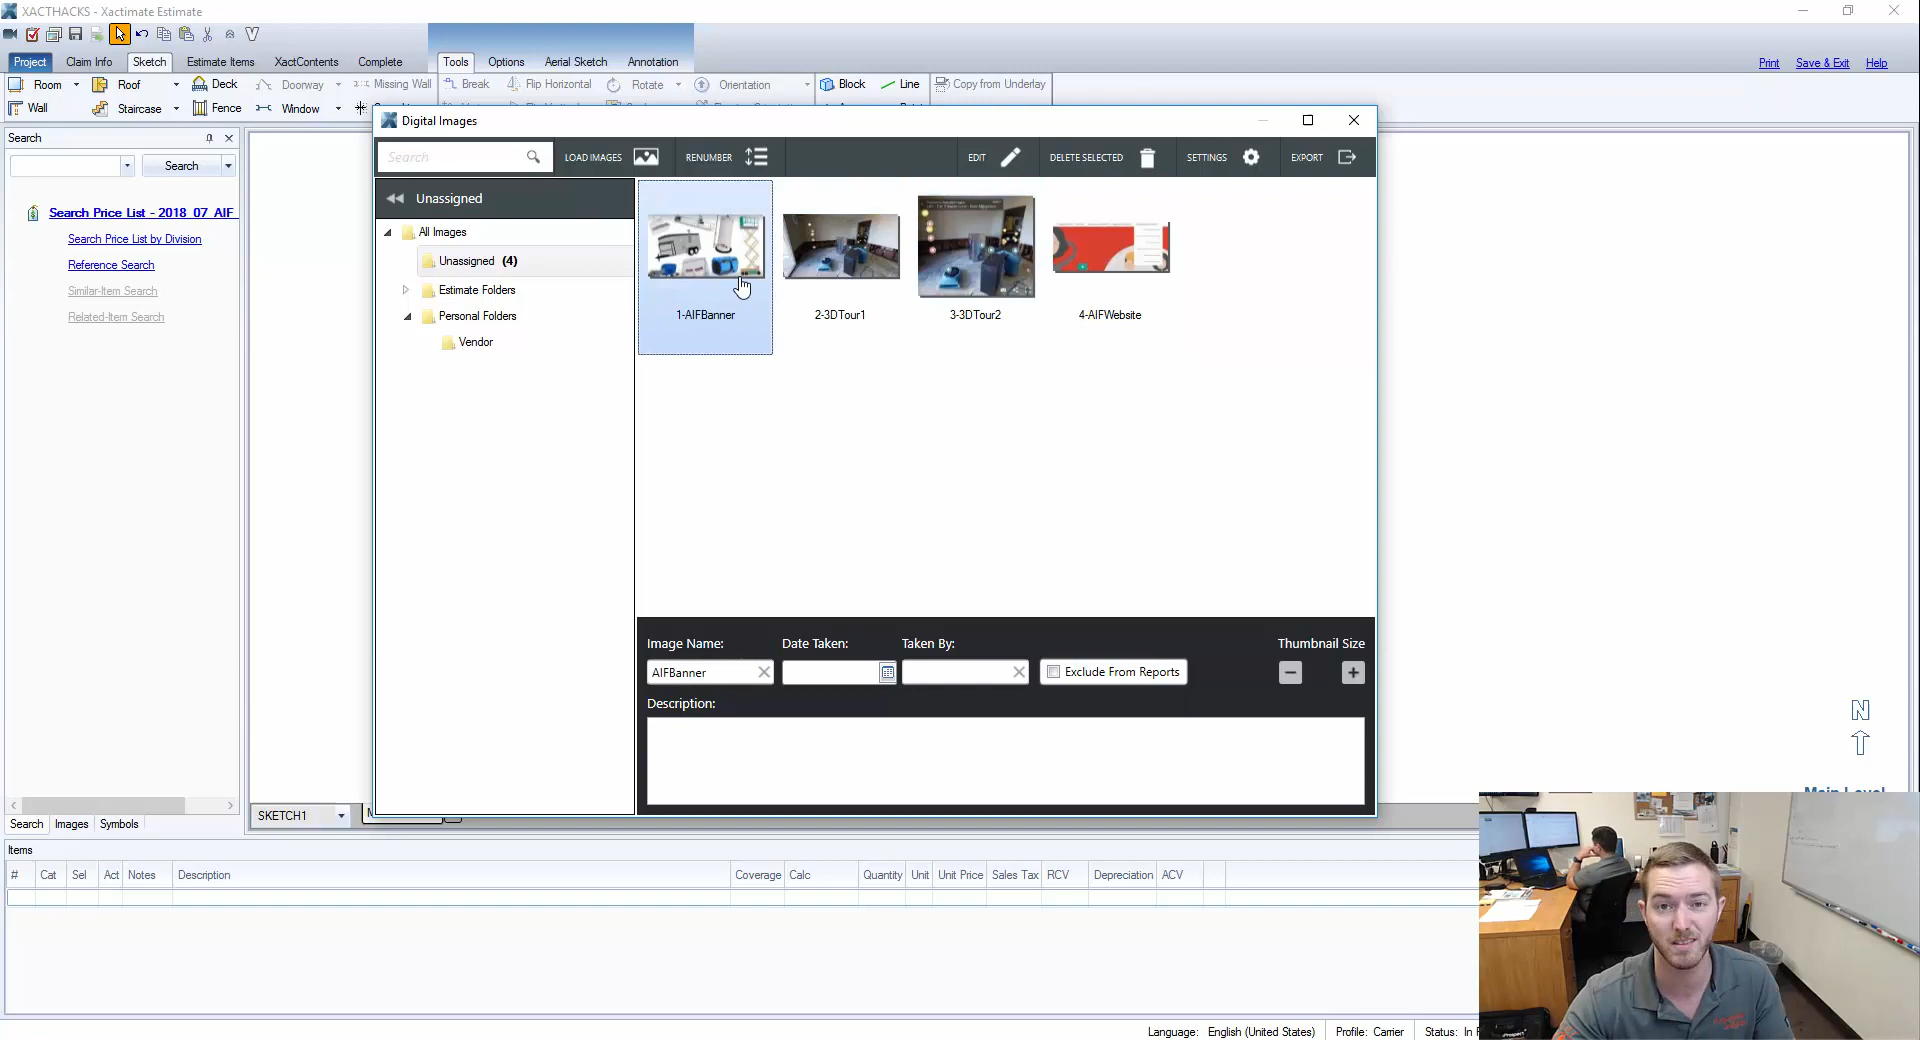 XACTHACKS - Xactimate Estimate
Project Claim Info Sketch Estimate Items XactContents Complete Tools Options Aerial Sketch Annotation Print Save & Exit Help
Room Roof Deck Doorway Missing Wall Break Flip Horizontal Rotate Orientation Block Line Copy from Underlay
Wall Staircase Fence Window
Search
Search
Search Price List - 2018_07_AIF
Search Price List by Division
Reference Search
Similar-Item Search
Related-Item Search
Digital Images
Search LOAD IMAGES RENUMBER EDIT DELETE SELECTED SETTINGS EXPORT
Unassigned
All Images
Unassigned (4)
Estimate Folders
Personal Folders
Vendor
1-AIFBanner 2-3DTour1 3-3DTour2 4-AIFWebsite
Image Name: Date Taken: Taken By: Thumbnail Size
AIFBanner Exclude From Reports
Description:
N
Main Level
SKETCH1
Search Images Symbols
Items
# Cat Sel Act Notes Description Coverage Calc Quantity Unit Unit Price Sales Tax RCV Depreciation ACV
Language: English (United States) Profile: Carrier Status: In